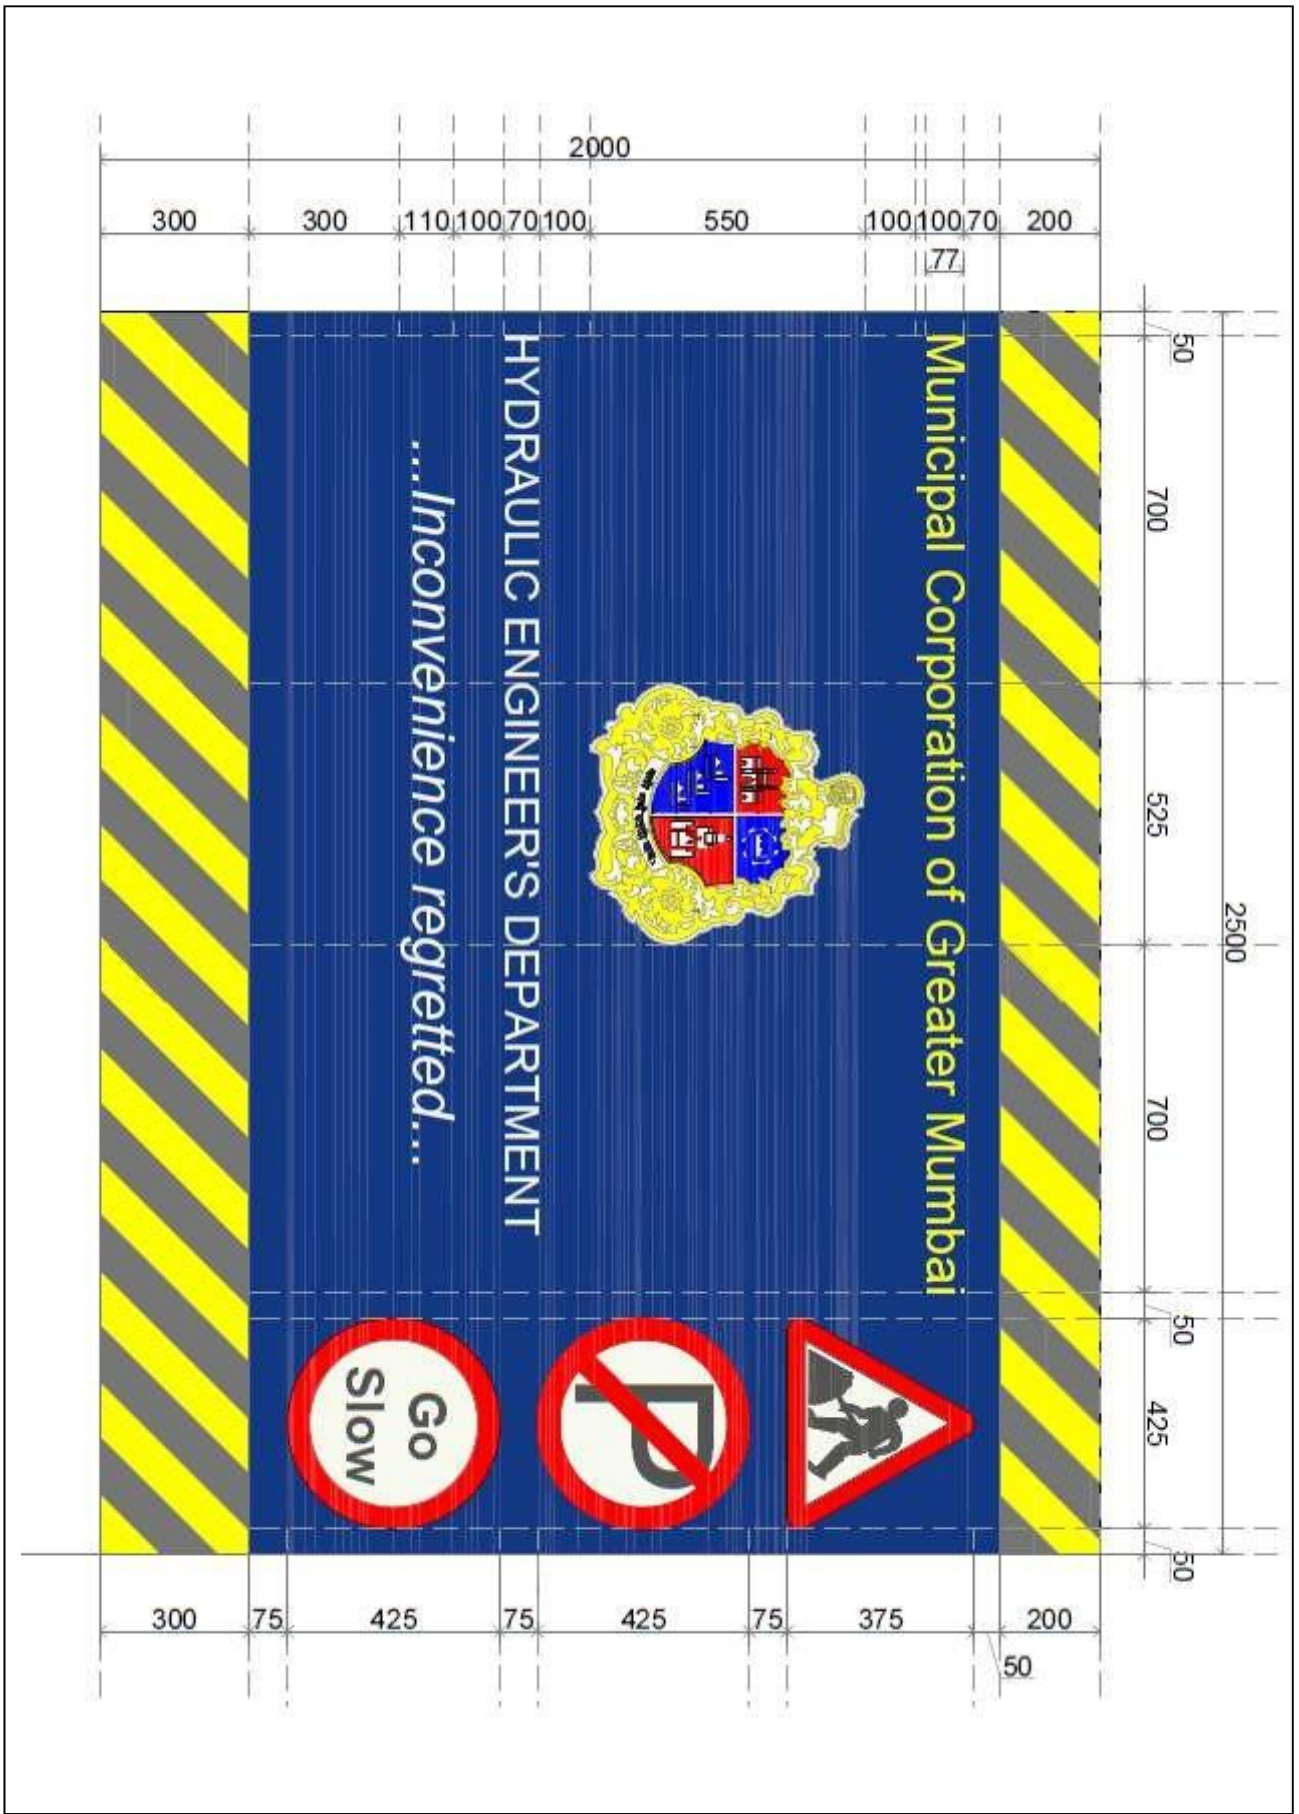 2000
300 300 110 100 70 100 550 100 100 70 200
77
Municipal Corporation of Greater Mumbai
HYDRAULIC ENGINEER'S DEPARTMENT
....Inconvenience regretted...
P
Go
Slow
50
700
525
700
50
425
50
2500
300 75 425 75 425 75 375 200
50